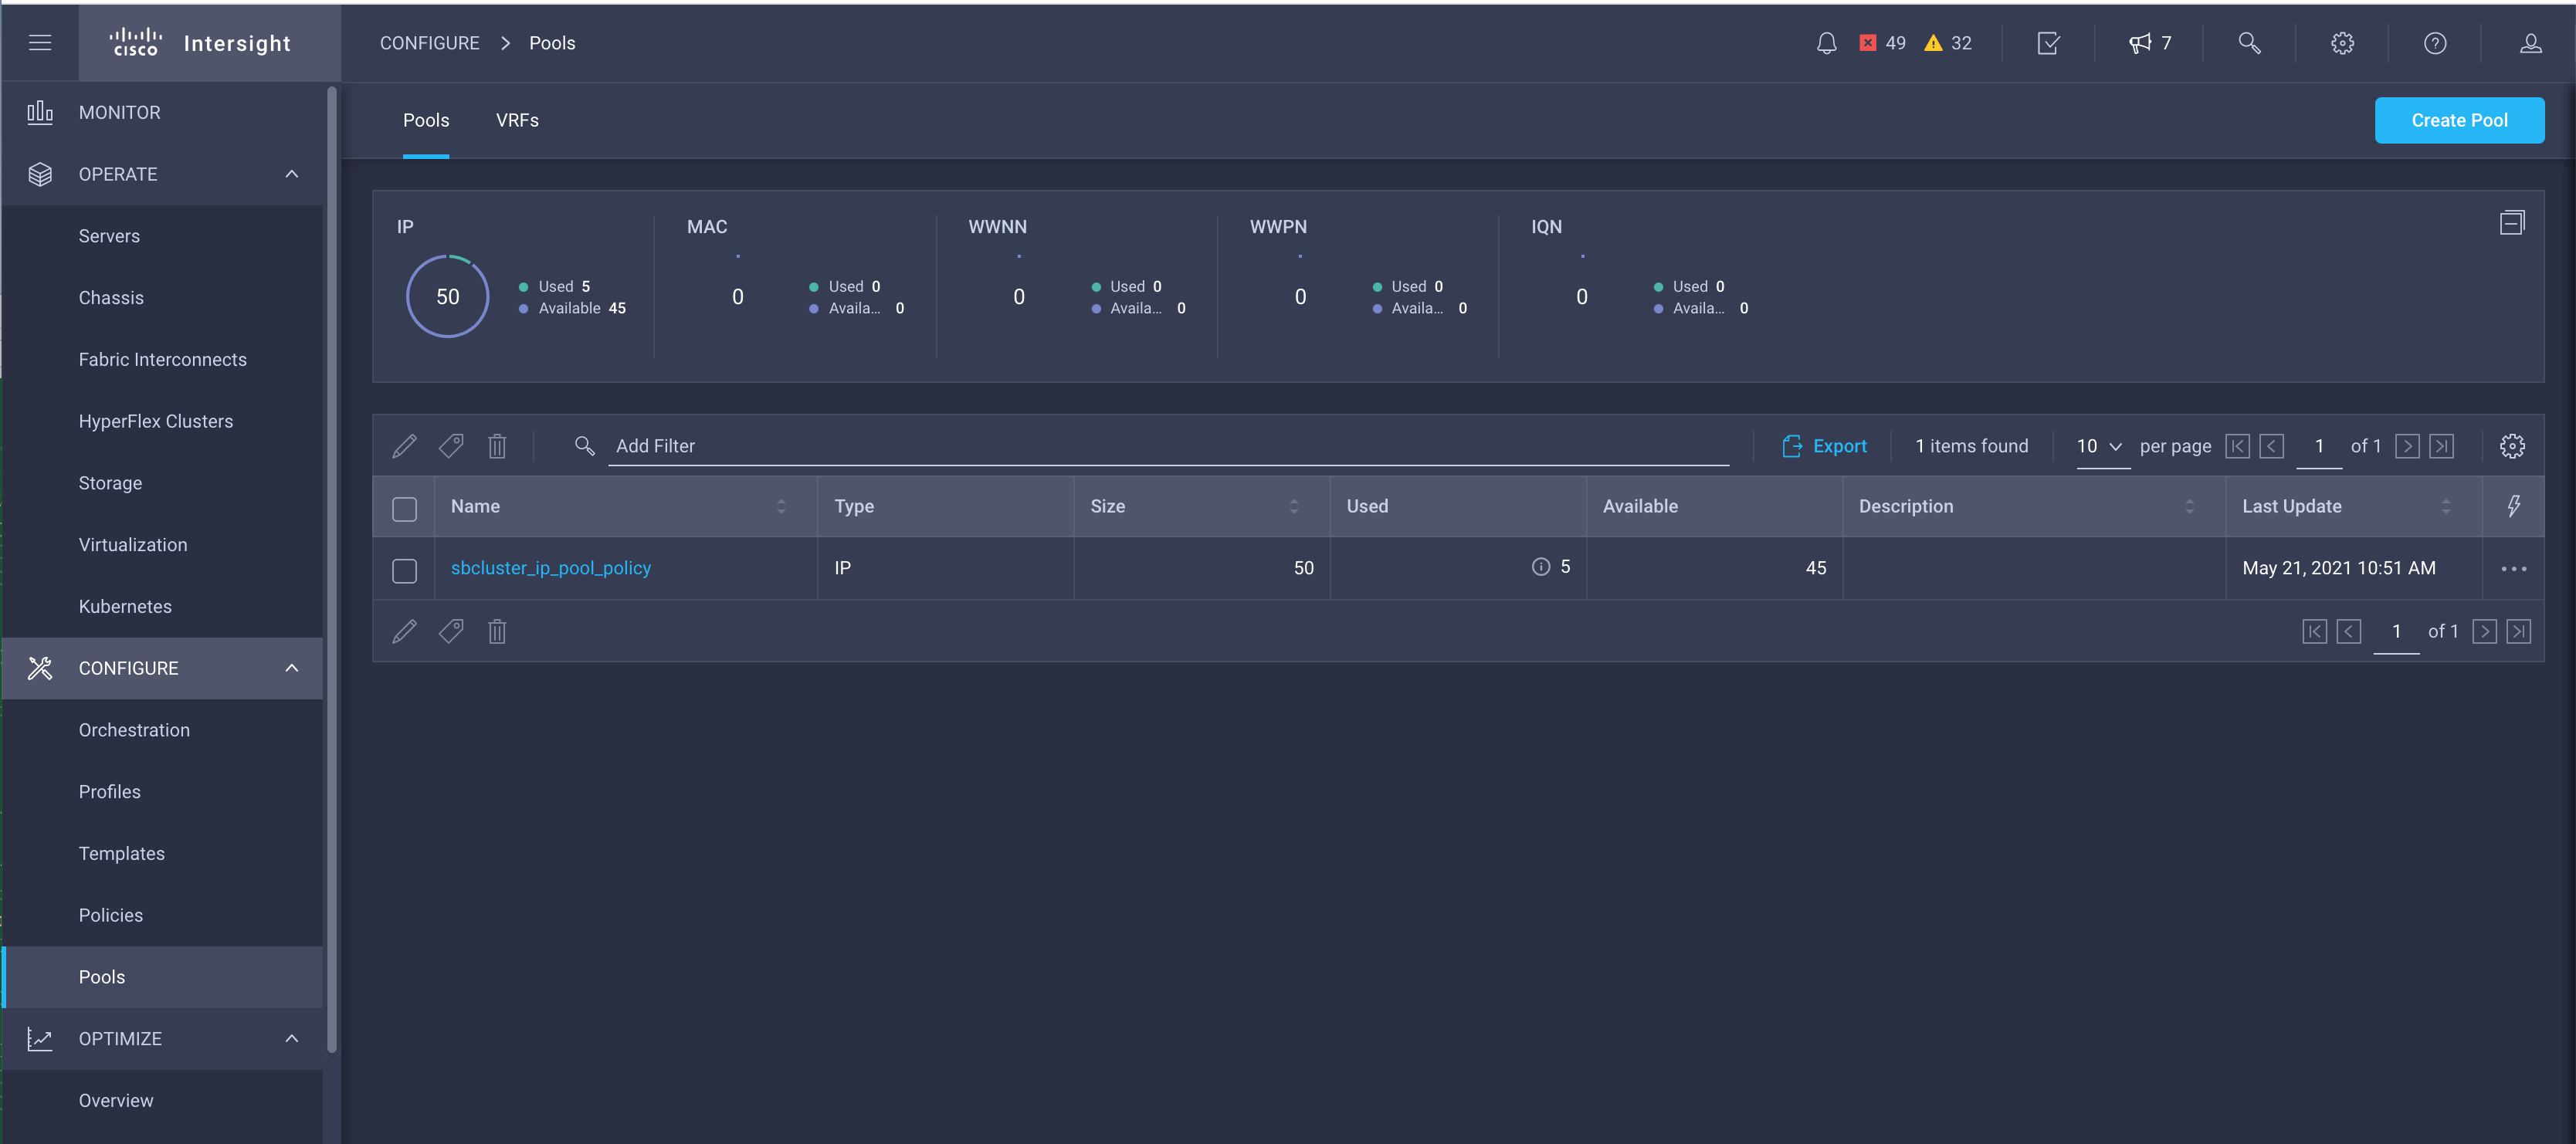 CISCO Intersight
CONFIGURE > Pools
49 32
7
MONITOR
OPERATE
Servers
Chassis
Fabric Interconnects
HyperFlex Clusters
Storage
Virtualization
Kubernetes
CONFIGURE
Orchestration
Profiles
Templates
Policies
Pools
OPTIMIZE
Overview
Pools VRFs
Create Pool
IP
50
Used 5
Available 45
MAC
0
Used 0
Availa... 0
WWNN
0
Used 0
Availa... 0
WWPN
0
Used 0
Availa... 0
IQN
0
Used 0
Availa... 0
Add Filter Export 1 items found 10 per page 1 of 1
Name Type Size Used Available Description Last Update
sbcluster_ip_pool_policy IP 50 5 45 May 21, 2021 10:51 AM
1 of 1